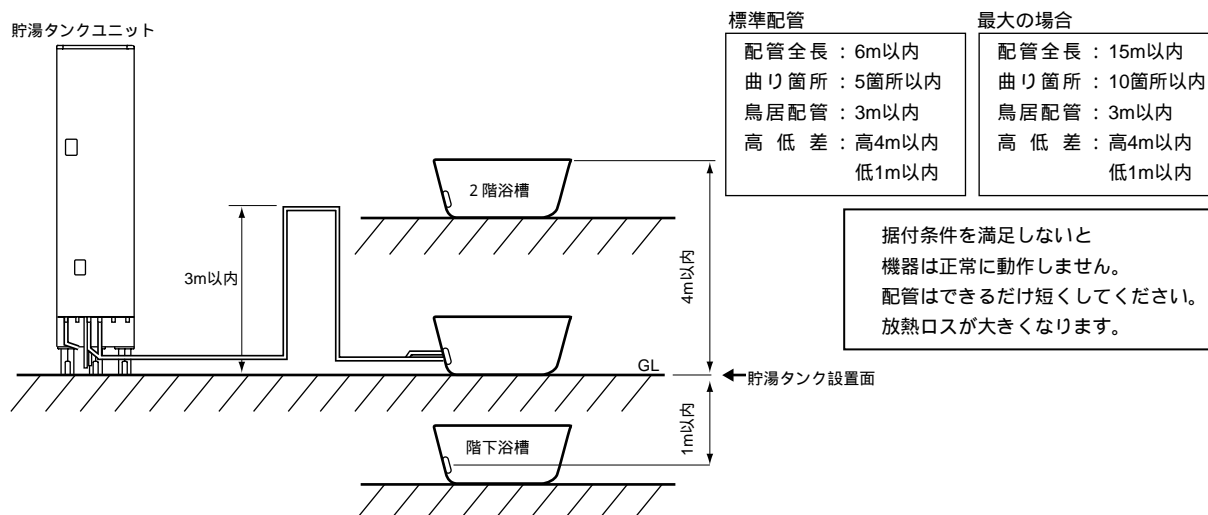 貯湯タンクユニット
標準配管
配管全長：6m以内
曲り箇所：5箇所以内
鳥居配管：3m以内
高低差：高4m以内
低1m以内
最大の場合
配管全長：15m以内
曲り箇所：10箇所以内
鳥居配管：3m以内
高低差：高4m以内
低1m以内
据付条件を満足しないと
機器は正常に動作しません。
配管はできるだけ短くしてください。
放熱ロスが大きくなります。
2階浴槽
3m以内
4m以内
GL
貯湯タンク設置面
階下浴槽
1m以内